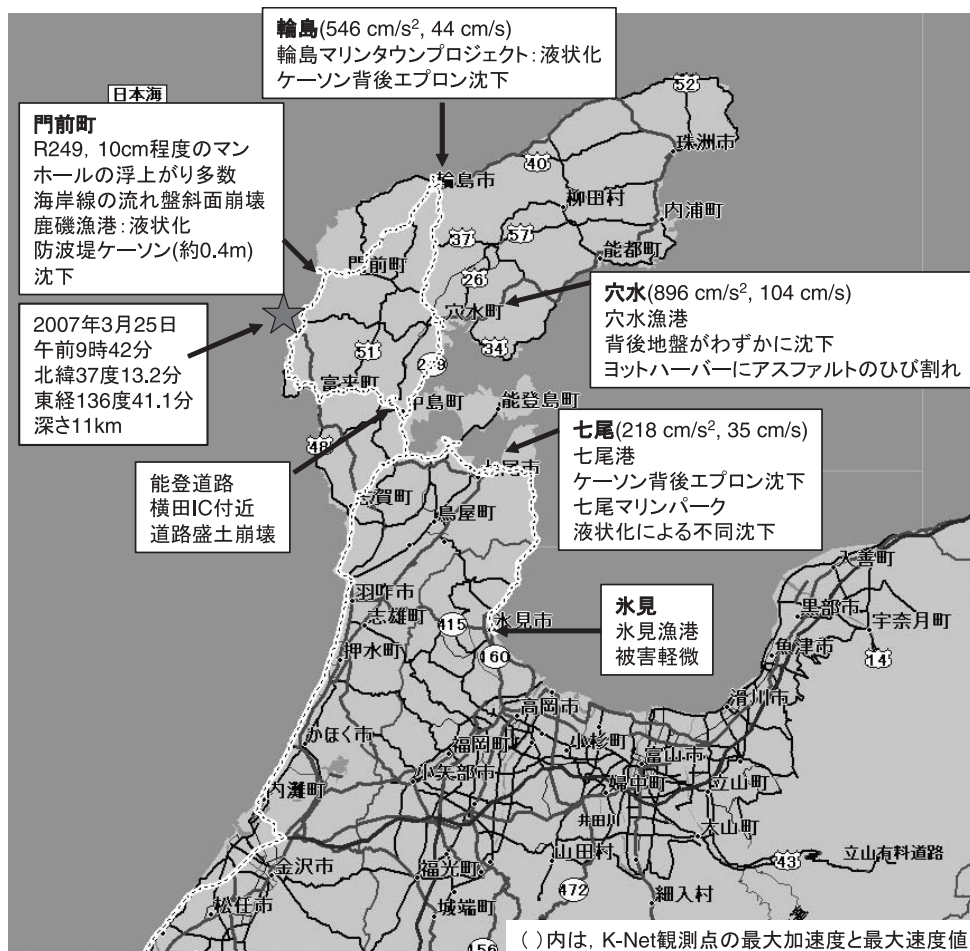 輪島(546 cm/s², 44 cm/s)
輪島マリンタウンプロジェクト:液状化
ケーソン背後エプロン沈下
日本海
門前町
R249, 10cm程度のマン
ホールの浮上がり多数
海岸線の流れ盤斜面崩壊
鹿磯漁港:液状化
防波堤ケーソン(約0.4m)
沈下
52
珠洲市
40
輪島市
柳田村
内浦町
37
57
能都町
門前町
26
穴水(896 cm/s², 104 cm/s)
穴水漁港
背後地盤がわずかに沈下
ヨットハーバーにアスファルトのひび割れ
穴水町
2007年3月25日
午前9時42分
北緯37度13.2分
東経136度41.1分
深さ11km
34
51
249
富来町
中島町
能登島町
七尾(218 cm/s², 35 cm/s)
七尾港
ケーソン背後エプロン沈下
七尾マリンパーク
液状化による不同沈下
48
七尾市
能登道路
横田IC付近
道路盛土崩壊
志賀町
鳥屋町
入善町
羽咋市
氷見
氷見漁港
被害軽微
志雄町
415
氷見市
黒部市
宇奈月町
押水町
160
魚津市
14
滑川市
高岡市
かほく市
福岡町
小杉町
富山市
小矢部市
婦中町
立山町
内灘町
井田川
大山町
山田村
43
立山有料道路
金沢市
福光町
472
細入村
松任市
城端町
156
( )内は, K-Net観測点の最大加速度と最大速度値